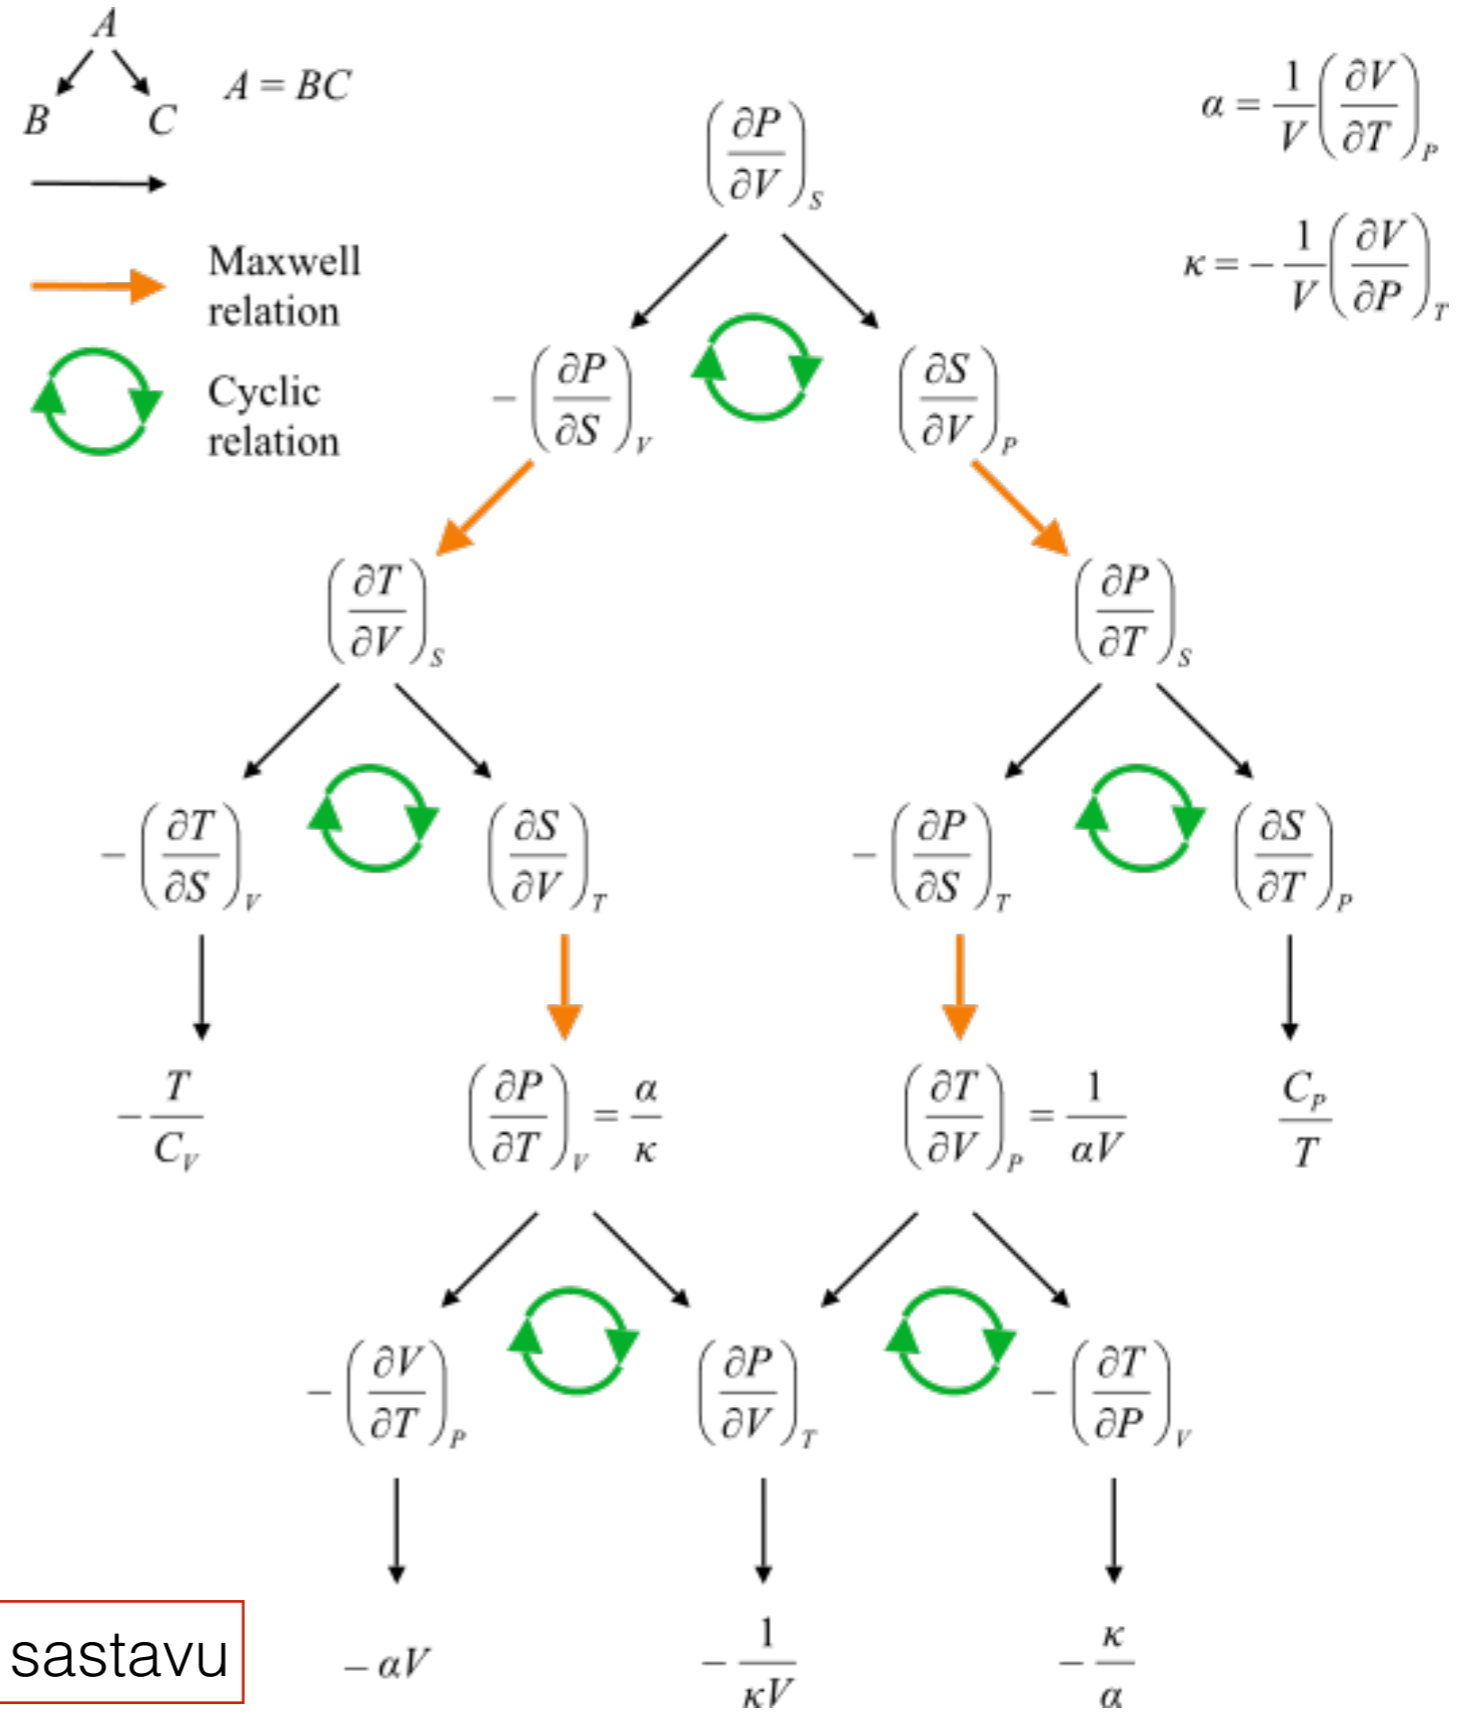 A
B C
A = BC
Maxwell
relation
Cyclic
relation
α = 1/V (∂V/∂T)_P
κ = − 1/V (∂V/∂P)_T
(∂P/∂V)_S
− (∂P/∂S)_V (∂S/∂V)_P
(∂T/∂V)_S (∂P/∂T)_S
− (∂T/∂S)_V (∂S/∂V)_T − (∂P/∂S)_T (∂S/∂T)_P
− T/C_V (∂P/∂T)_V = α/κ (∂T/∂V)_P = 1/αV C_P/T
− (∂V/∂T)_P (∂P/∂V)_T − (∂T/∂P)_V
sastavu
− αV − 1/κV − κ/α